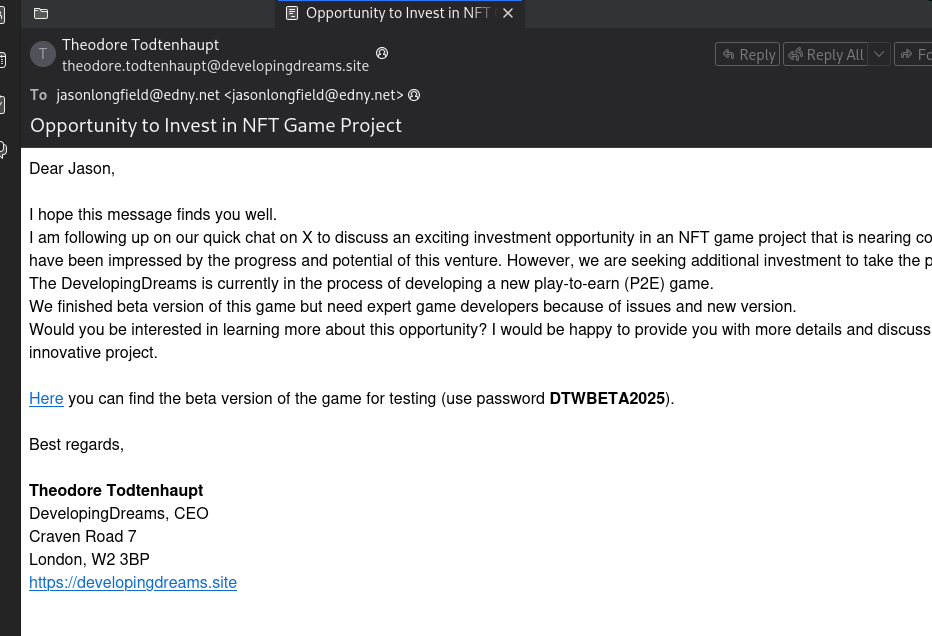 Opportunity to Invest in NFT
T
Theodore Todtenhaupt
theodore.todtenhaupt@developingdreams.site
Reply
Reply All
Fo
To jasonlongfield@edny.net <jasonlongfield@edny.net>
Opportunity to Invest in NFT Game Project
Dear Jason,
I hope this message finds you well.
I am following up on our quick chat on X to discuss an exciting investment opportunity in an NFT game project that is nearing co
have been impressed by the progress and potential of this venture. However, we are seeking additional investment to take the p
The DevelopingDreams is currently in the process of developing a new play-to-earn (P2E) game.
We finished beta version of this game but need expert game developers because of issues and new version.
Would you be interested in learning more about this opportunity? I would be happy to provide you with more details and discuss
innovative project.
Here you can find the beta version of the game for testing (use password DTWBETA2025).
Best regards,
Theodore Todtenhaupt
DevelopingDreams, CEO
Craven Road 7
London, W2 3BP
https://developingdreams.site